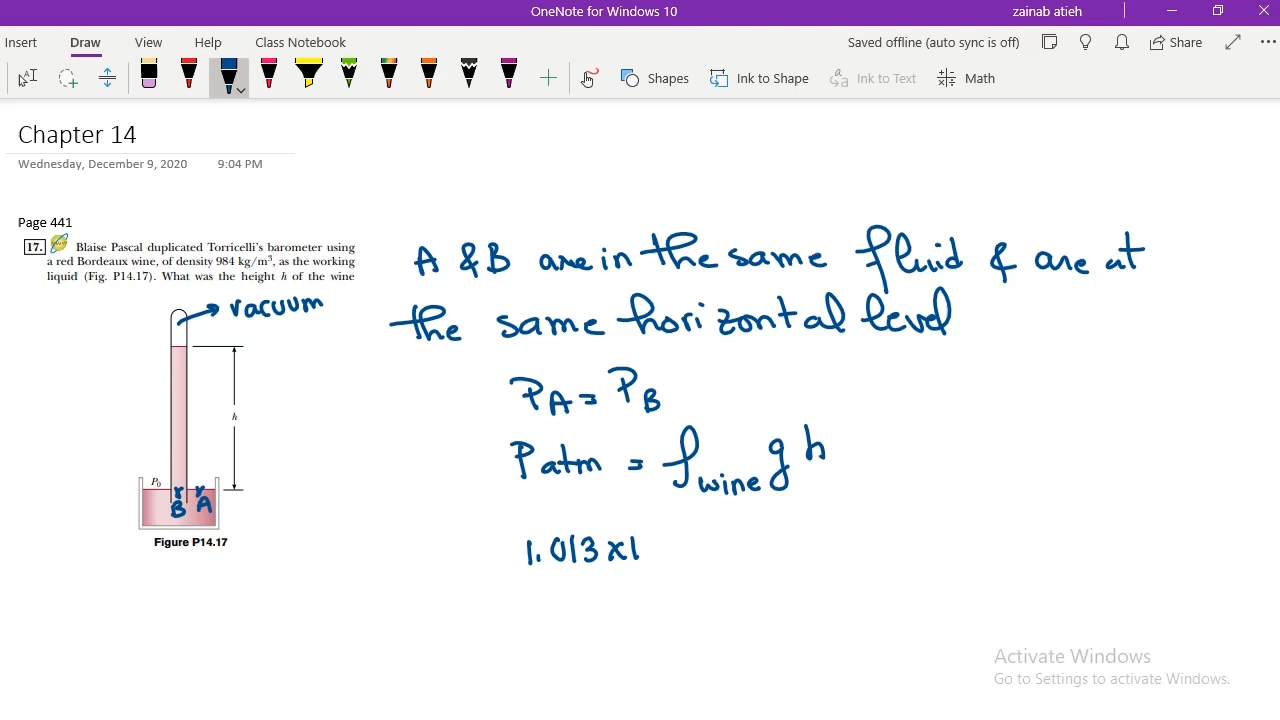 OneNote for Windows 10
zainab atieh
Insert Draw View Help Class Notebook
Saved offline (auto sync is off)
Share
Shapes
Ink to Shape
Ink to Text
Math
Chapter 14
Wednesday, December 9, 2020 9:04 PM
Page 441
17. Blaise Pascal duplicated Torricelli's barometer using
a red Bordeaux wine, of density 984 kg/m³, as the working
liquid (Fig. P14.17). What was the height h of the wine
vacuum
h
P₀
B A
Figure P14.17
A & B are in the same fluid & are at
the same horizontal level
P_A = P_B
Patm = ρ_wine g h
1.013 x1
Activate Windows
Go to Settings to activate Windows.